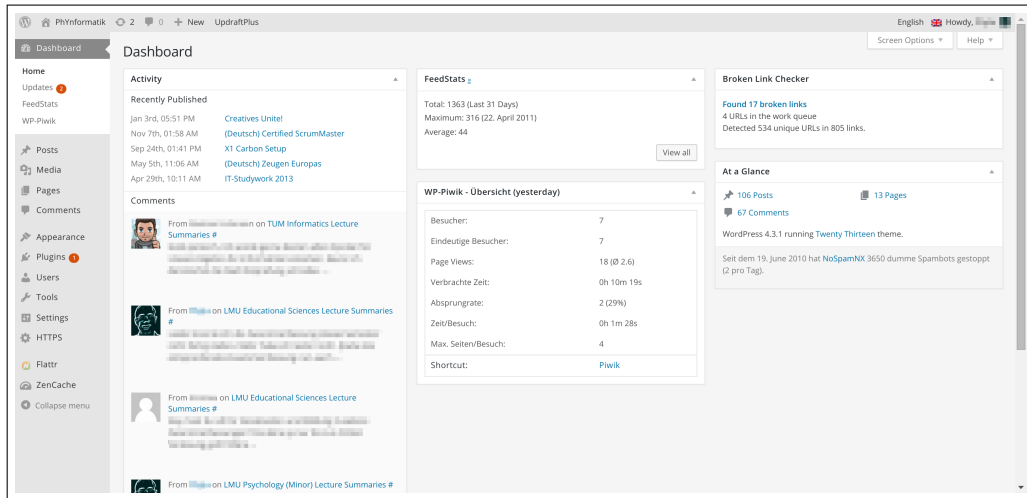 PhYnformatik 2 0 + New UpdraftPlus
English Howdy,
Dashboard
Home
Updates 2
FeedStats
WP-Piwik
Posts
Media
Pages
Comments
Appearance
Plugins 1
Users
Tools
Settings
HTTPS
Flattr
ZenCache
Collapse menu
Screen Options
Help
Dashboard
Activity
Recently Published
Jan 3rd, 05:51 PM Creatives Unite!
Nov 7th, 01:58 AM (Deutsch) Certified ScrumMaster
Sep 24th, 01:41 PM X1 Carbon Setup
May 5th, 11:06 AM (Deutsch) Zeugen Europas
Apr 29th, 10:11 AM IT-Studywork 2013
Comments
From on TUM Informatics Lecture
Summaries #
From on LMU Educational Sciences Lecture Summaries
#
From on LMU Educational Sciences Lecture
Summaries #
From on LMU Psychology (Minor) Lecture Summaries #
FeedStats
Total: 1363 (Last 31 Days)
Maximum: 316 (22. April 2011)
Average: 44
View all
WP-Piwik - Übersicht (yesterday)
Besucher: 7
Eindeutige Besucher: 7
Page Views: 18 (Ø 2.6)
Verbrachte Zeit: 0h 10m 19s
Absprungrate: 2 (29%)
Zeit/Besuch: 0h 1m 28s
Max. Seiten/Besuch: 4
Shortcut: Piwik
Broken Link Checker
Found 17 broken links
4 URLs in the work queue
Detected 534 unique URLs in 805 links.
At a Glance
106 Posts 13 Pages
67 Comments
WordPress 4.3.1 running Twenty Thirteen theme.
Seit dem 19. June 2010 hat NoSpamNX 3650 dumme Spambots gestoppt
(2 pro Tag).